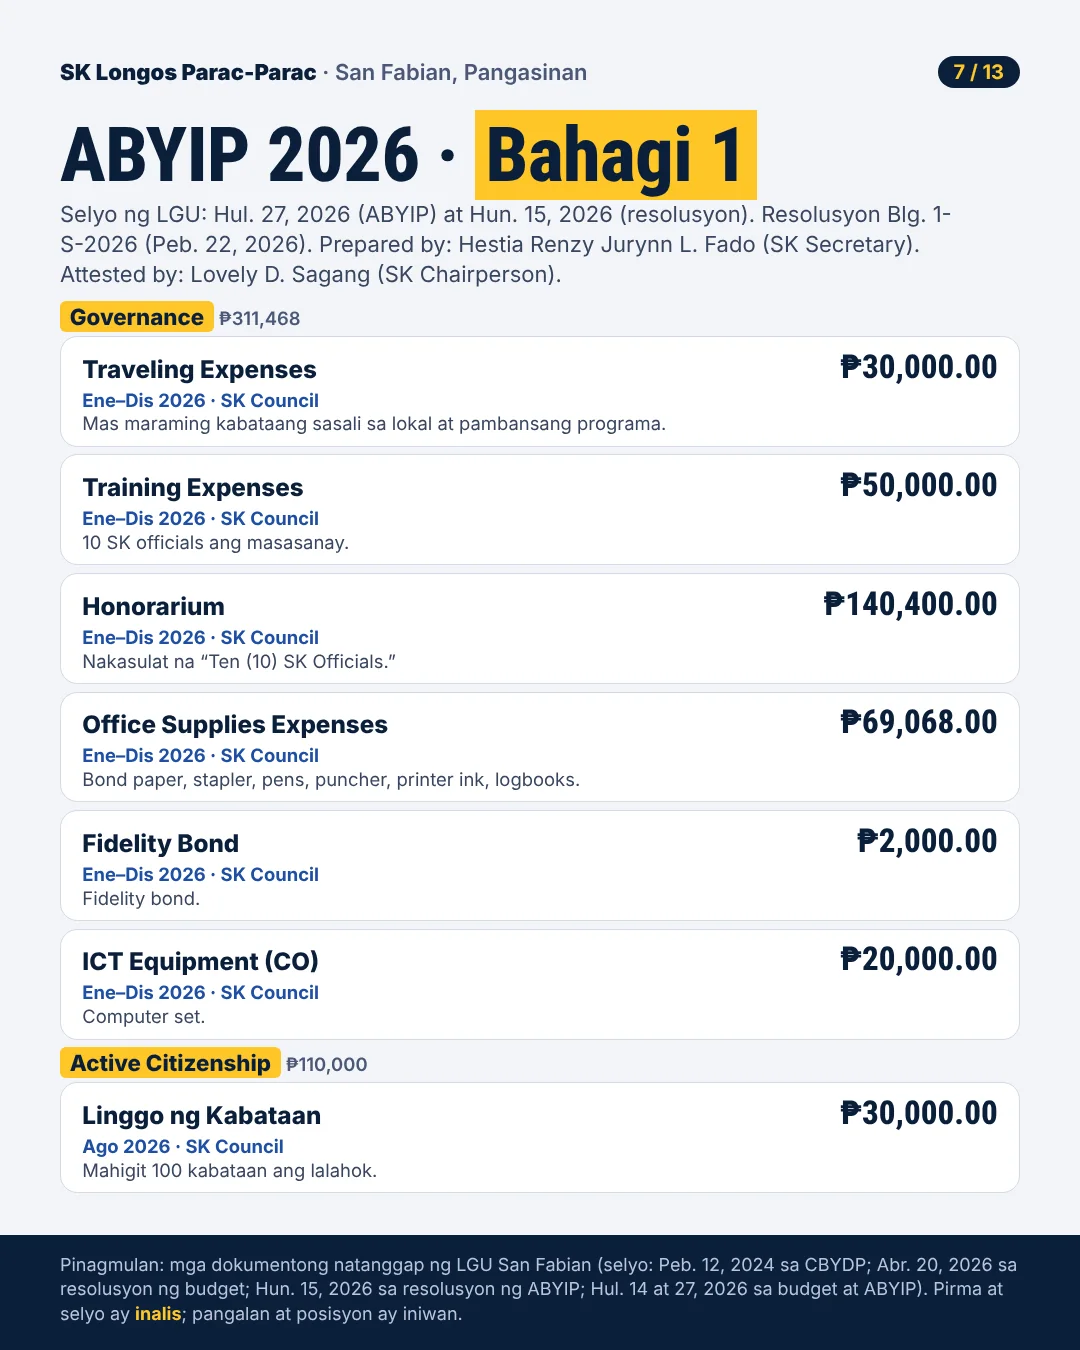 SK Longos Parac-Parac · San Fabian, Pangasinan
7 / 13
ABYIP 2026 · Bahagi 1
Selyo ng LGU: Hul. 27, 2026 (ABYIP) at Hun. 15, 2026 (resolusyon). Resolusyon Blg. 1-
S-2026 (Peb. 22, 2026). Prepared by: Hestia Renzy Jurynn L. Fado (SK Secretary).
Attested by: Lovely D. Sagang (SK Chairperson).
Governance ₱311,468
Traveling Expenses ₱30,000.00
Ene–Dis 2026 · SK Council
Mas maraming kabataang sasali sa lokal at pambansang programa.
Training Expenses ₱50,000.00
Ene–Dis 2026 · SK Council
10 SK officials ang masasanay.
Honorarium ₱140,400.00
Ene–Dis 2026 · SK Council
Nakasulat na “Ten (10) SK Officials.”
Office Supplies Expenses ₱69,068.00
Ene–Dis 2026 · SK Council
Bond paper, stapler, pens, puncher, printer ink, logbooks.
Fidelity Bond ₱2,000.00
Ene–Dis 2026 · SK Council
Fidelity bond.
ICT Equipment (CO) ₱20,000.00
Ene–Dis 2026 · SK Council
Computer set.
Active Citizenship ₱110,000
Linggo ng Kabataan ₱30,000.00
Ago 2026 · SK Council
Mahigit 100 kabataan ang lalahok.
Pinagmulan: mga dokumentong natanggap ng LGU San Fabian (selyo: Peb. 12, 2024 sa CBYDP; Abr. 20, 2026 sa
resolusyon ng budget; Hun. 15, 2026 sa resolusyon ng ABYIP; Hul. 14 at 27, 2026 sa budget at ABYIP). Pirma at
selyo ay inalis; pangalan at posisyon ay iniwan.